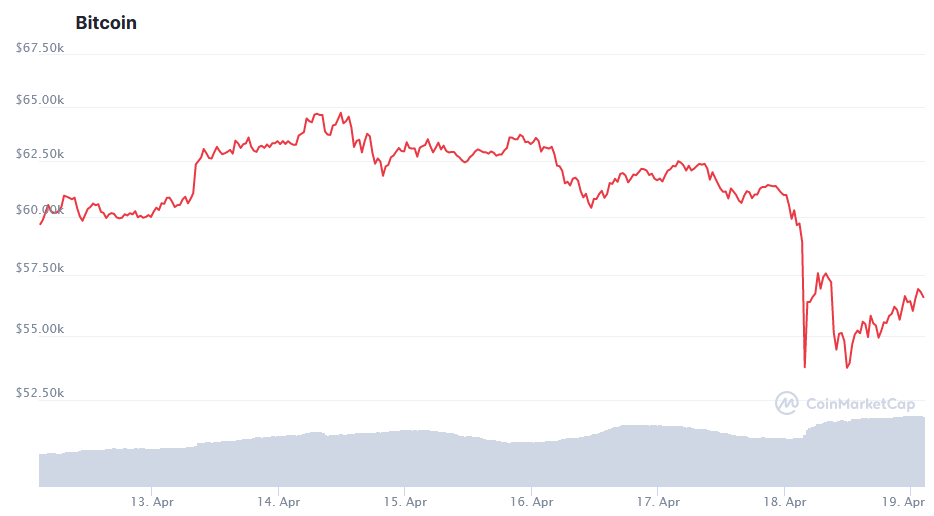 Bitcoin
$67.50k
$65.00k
$62.50k
$60.00k
$57.50k
$55.00k
$52.50k
CoinMarketCap
13. Apr 14. Apr 15. Apr 16. Apr 17. Apr 18. Apr 19. Apr